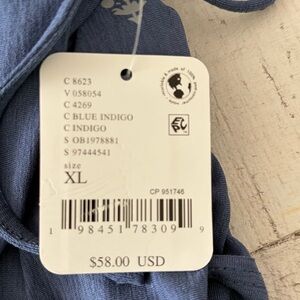 C 8623
V 058054
C 4269
C BLUE INDIGO
C INDIGO
S OB1978881
S 97444541
size
XL
CP 951746
1 98451 78309 9
$58.00 USD